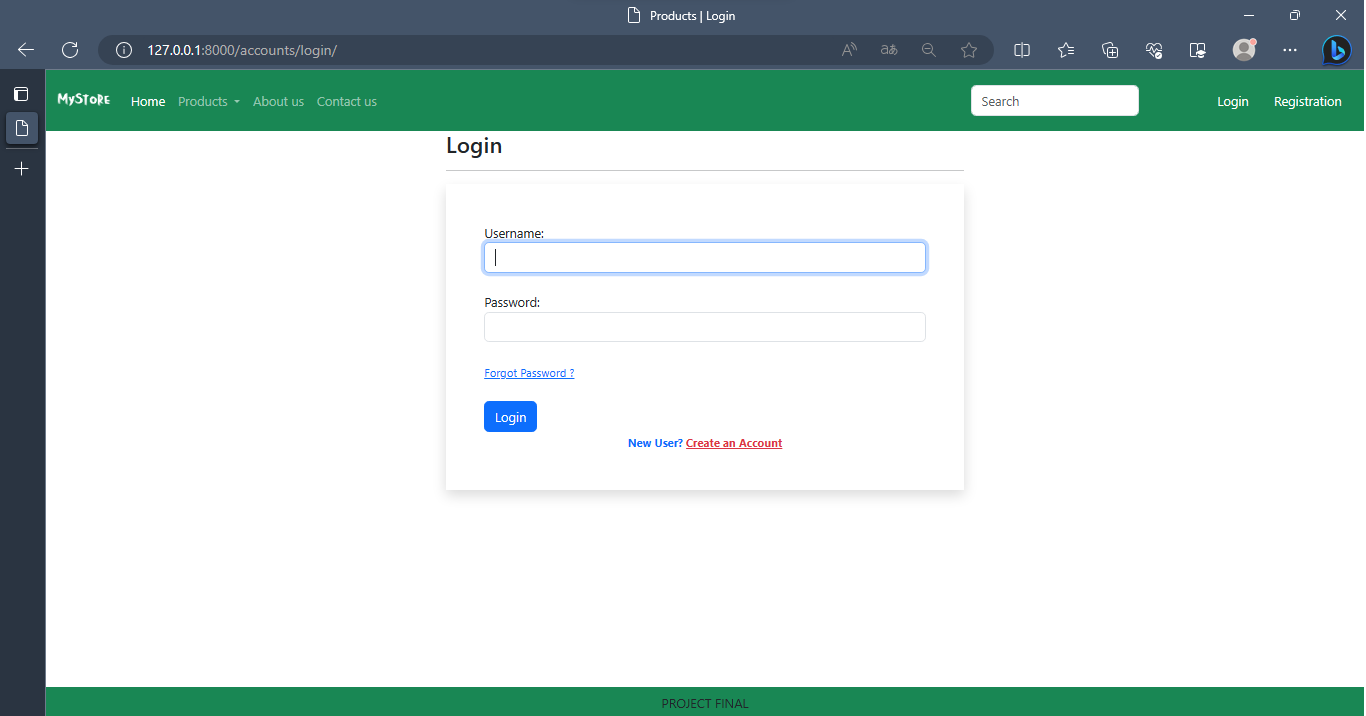 Products | Login
127.0.0.1:8000/accounts/login/
MySTORE Home Products About us Contact us Search Login Registration
Login
Username:
Password:
Forgot Password ?
Login
New User? Create an Account
PROJECT FINAL